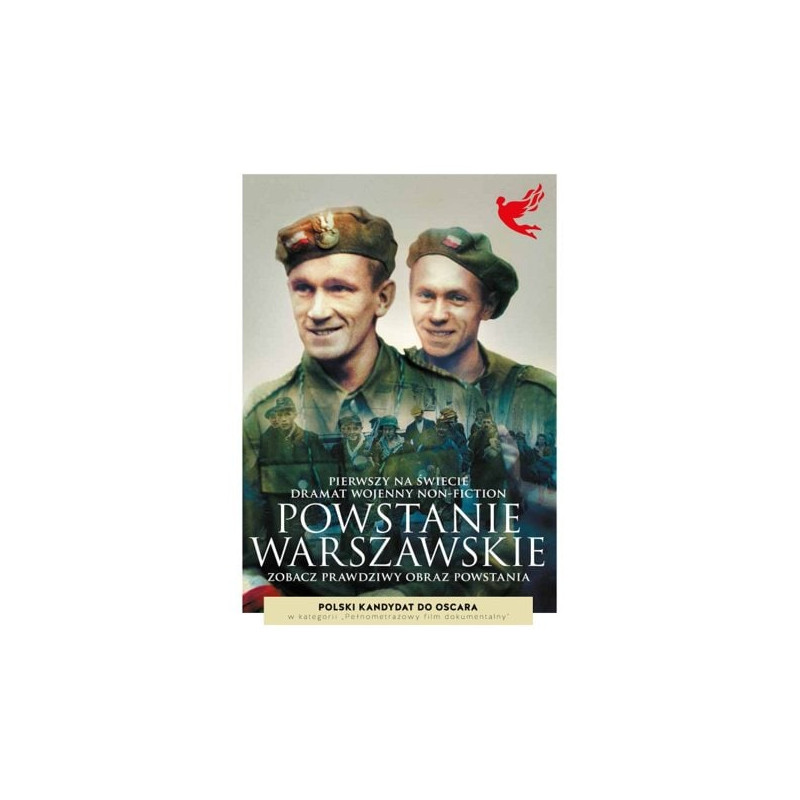 PIERWSZY NA ŚWIECIE
DRAMAT WOJENNY NON-FICTION
POWSTANIE
WARSZAWSKIE
ZOBACZ PRAWDZIWY OBRAZ POWSTANIA
POLSKI KANDYDAT DO OSCARA
w kategorii „Pełnometrażowy film dokumentalny”